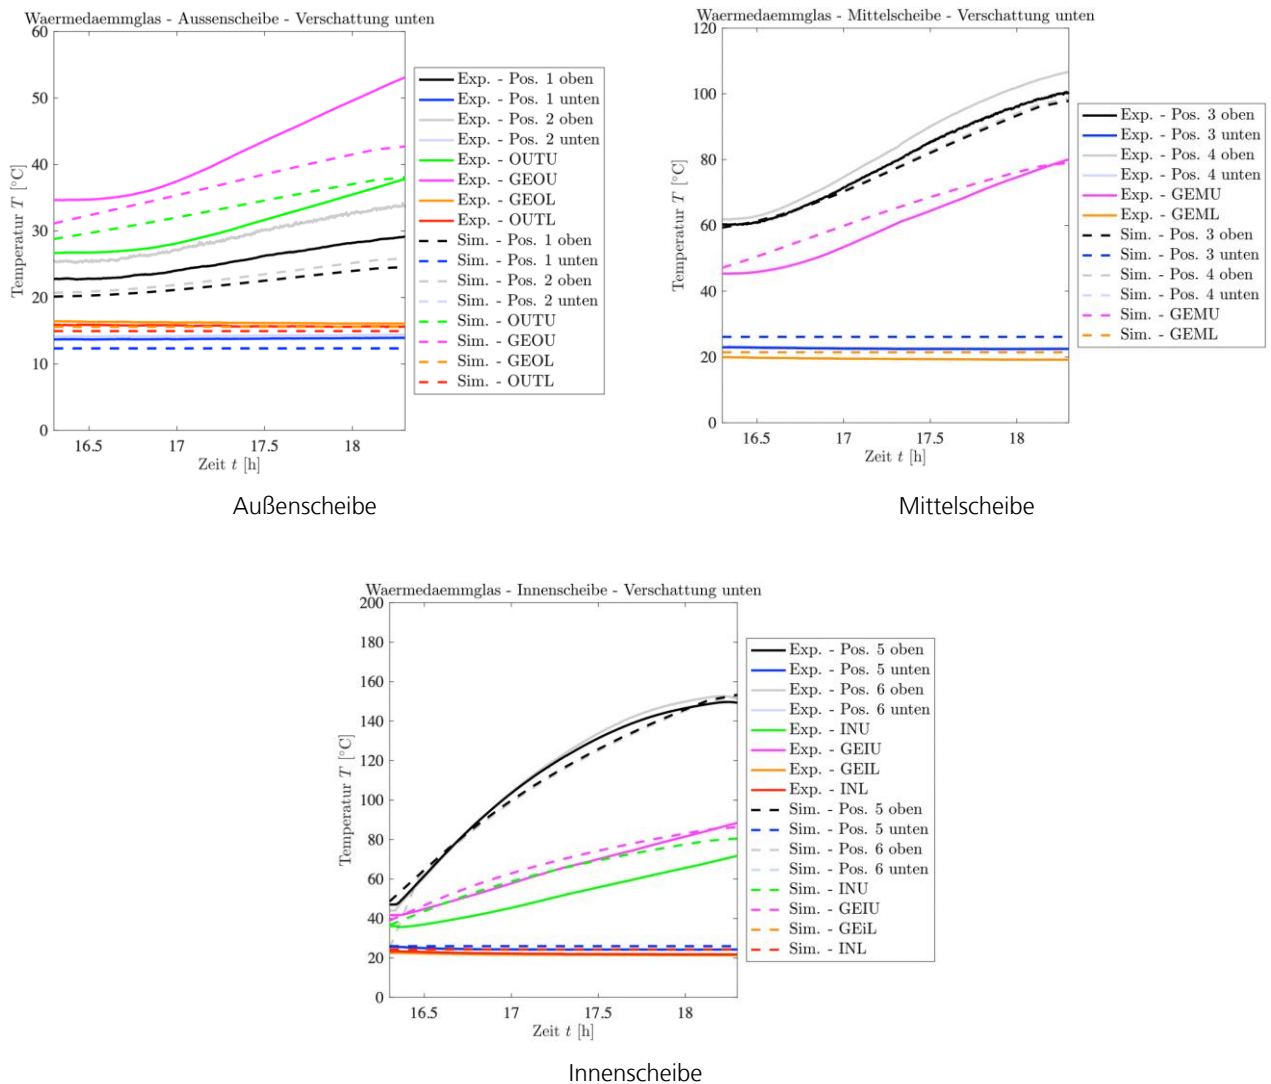 Waermedaemmglas - Aussenscheibe - Verschattung unten
60
50
40
30
20
10
0
16.5 17 17.5 18
Temperatur T [°C]
Zeit t [h]
Exp. - Pos. 1 oben
Exp. - Pos. 1 unten
Exp. - Pos. 2 oben
Exp. - Pos. 2 unten
Exp. - OUTU
Exp. - GEOU
Exp. - GEOL
Exp. - OUTL
Sim. - Pos. 1 oben
Sim. - Pos. 1 unten
Sim. - Pos. 2 oben
Sim. - Pos. 2 unten
Sim. - OUTU
Sim. - GEOU
Sim. - GEOL
Sim. - OUTL
Außenscheibe
Waermedaemmglas - Mittelscheibe - Verschattung unten
120
100
80
60
40
20
0
16.5 17 17.5 18
Temperatur T [°C]
Zeit t [h]
Exp. - Pos. 3 oben
Exp. - Pos. 3 unten
Exp. - Pos. 4 oben
Exp. - Pos. 4 unten
Exp. - GEMU
Exp. - GEML
Sim. - Pos. 3 oben
Sim. - Pos. 3 unten
Sim. - Pos. 4 oben
Sim. - Pos. 4 unten
Sim. - GEMU
Sim. - GEML
Mittelscheibe
Waermedaemmglas - Innenscheibe - Verschattung unten
200
180
160
140
120
100
80
60
40
20
0
16.5 17 17.5 18
Temperatur T [°C]
Zeit t [h]
Exp. - Pos. 5 oben
Exp. - Pos. 5 unten
Exp. - Pos. 6 oben
Exp. - Pos. 6 unten
Exp. - INU
Exp. - GEIU
Exp. - GEIL
Exp. - INL
Sim. - Pos. 5 oben
Sim. - Pos. 5 unten
Sim. - Pos. 6 oben
Sim. - Pos. 6 unten
Sim. - INU
Sim. - GEIU
Sim. - GEiL
Sim. - INL
Innenscheibe